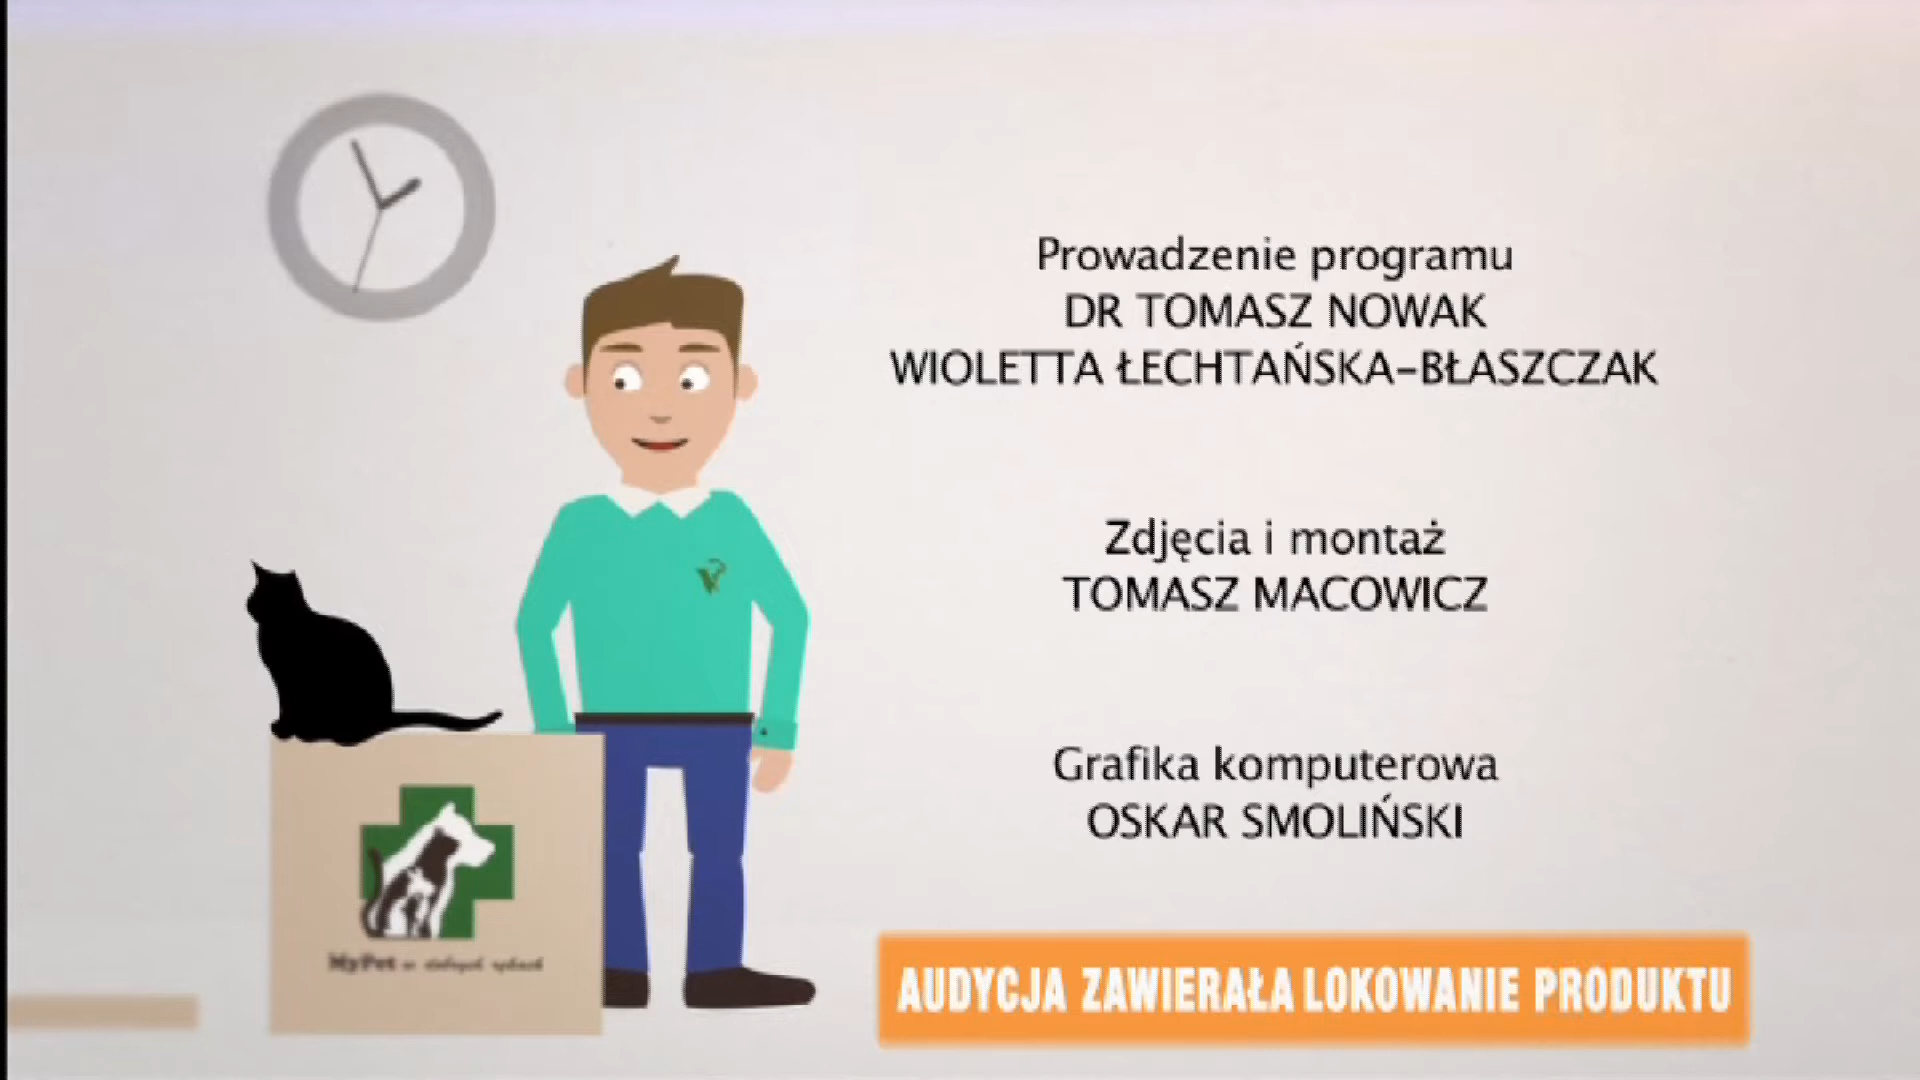 Prowadzenie programu
DR TOMASZ NOWAK
WIOLETTA ŁECHTAŃSKA-BŁASZCZAK
Zdjęcia i montaż
TOMASZ MACOWICZ
Grafika komputerowa
OSKAR SMOLIŃSKI
MyPet w
AUDYCJA ZAWIERAŁA LOKOWANIE PRODUKTU